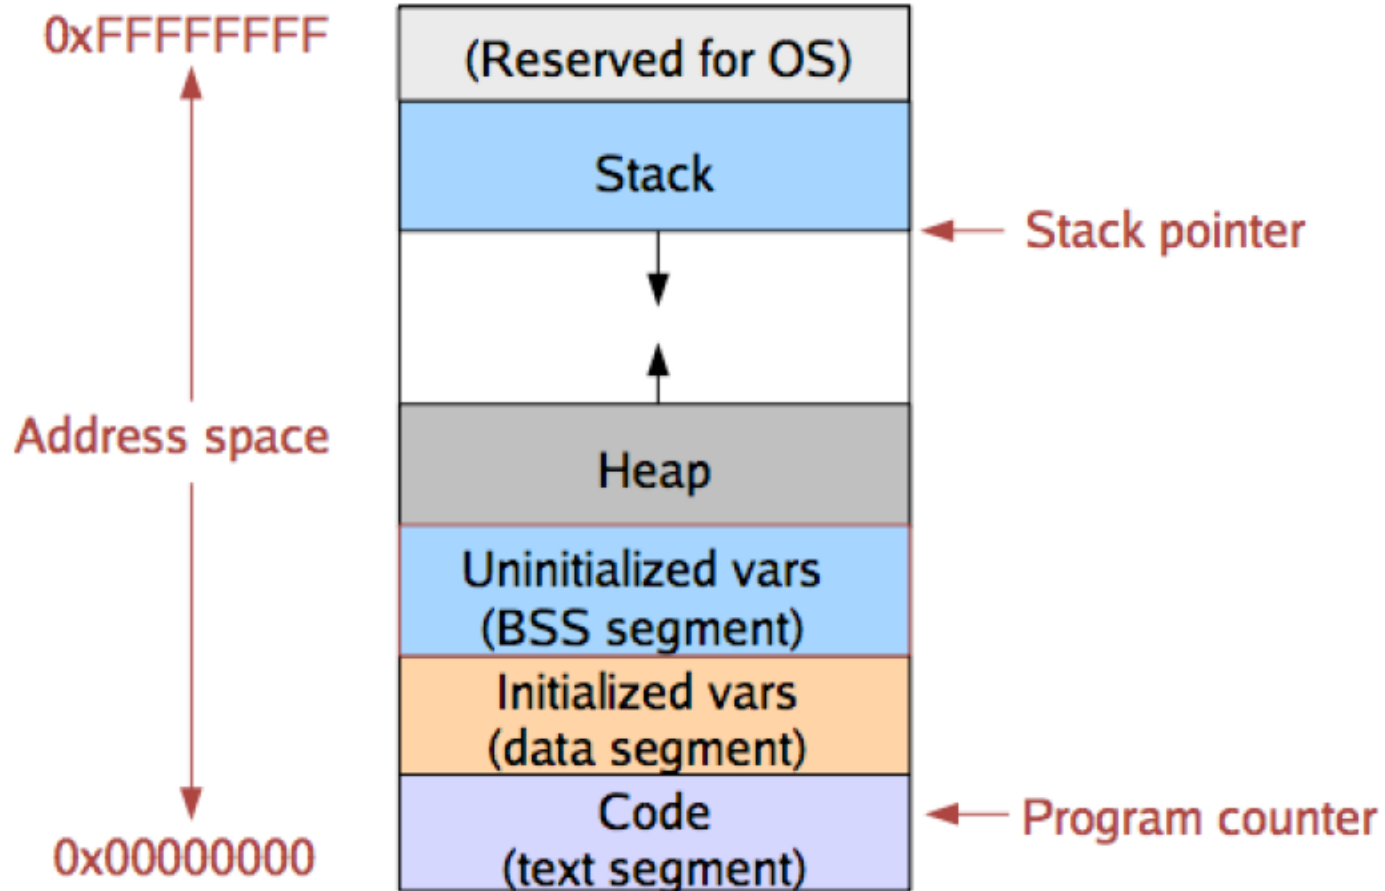 0xFFFFFFFF
(Reserved for OS)
Stack
Stack pointer
Address space
Heap
Uninitialized vars
(BSS segment)
Initialized vars
(data segment)
Code
(text segment)
Program counter
0x00000000